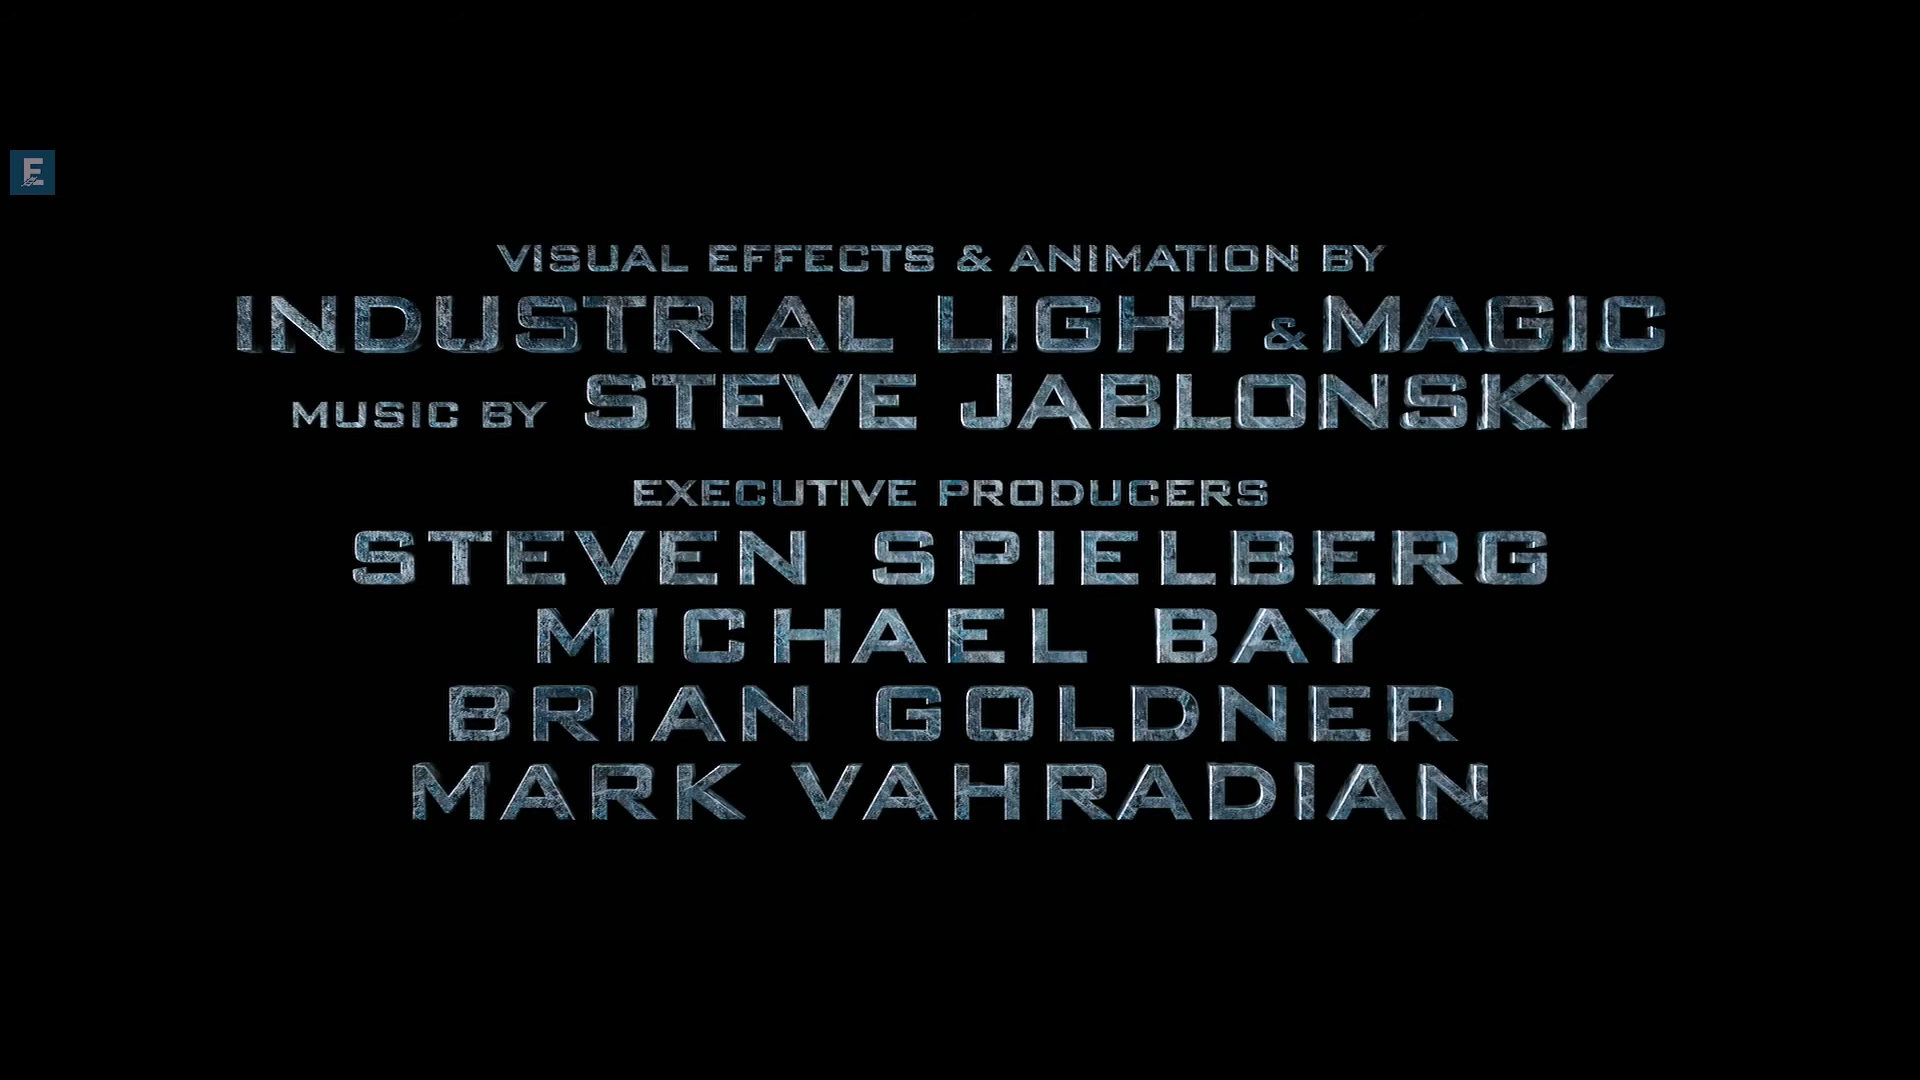 E
VISUAL EFFECTS & ANIMATION BY
INDUSTRIAL LIGHT & MAGIC
MUSIC BY STEVE JABLONSKY
EXECUTIVE PRODUCERS
STEVEN SPIELBERG
MICHAEL BAY
BRIAN GOLDNER
MARK VAHRADIAN